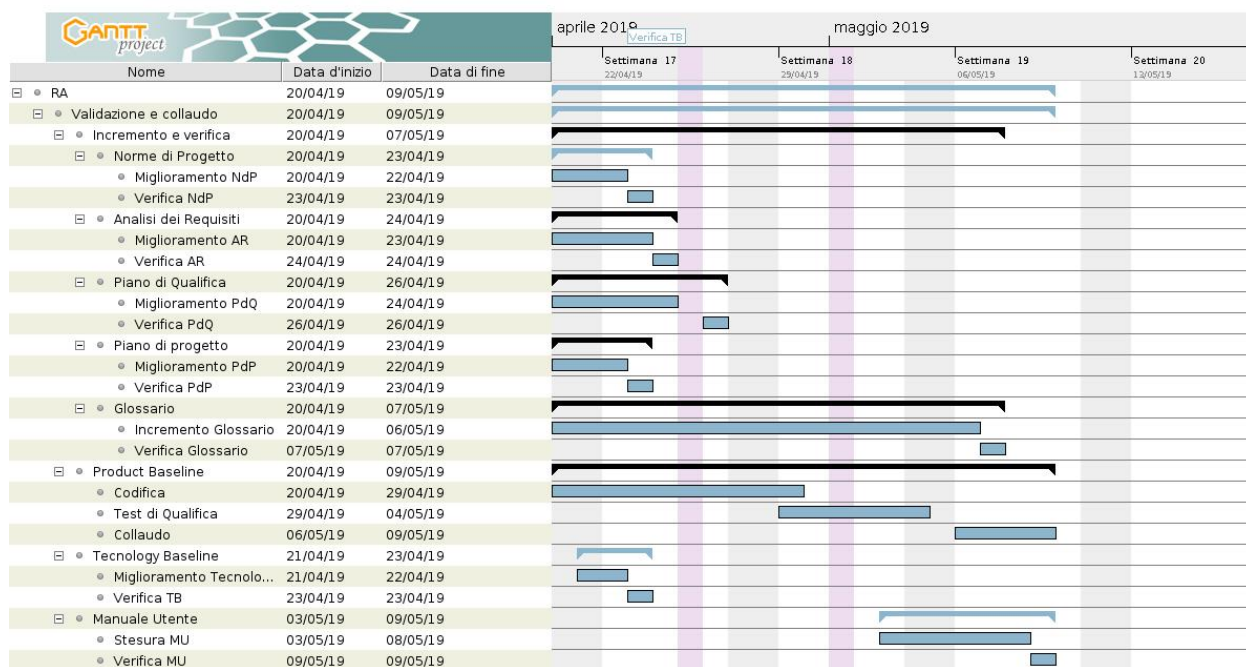 GANTT
project
aprile 2019
maggio 2019
Verifica TB
Settimana 17
Settimana 18
Settimana 19
Settimana 20
22/04/19
29/04/19
06/05/19
13/05/19
Nome Data d'inizio Data di fine
RA 20/04/19 09/05/19
Validazione e collaudo 20/04/19 09/05/19
Incremento e verifica 20/04/19 07/05/19
Norme di Progetto 20/04/19 23/04/19
Miglioramento NdP 20/04/19 22/04/19
Verifica NdP 23/04/19 23/04/19
Analisi dei Requisiti 20/04/19 24/04/19
Miglioramento AR 20/04/19 23/04/19
Verifica AR 24/04/19 24/04/19
Piano di Qualifica 20/04/19 26/04/19
Miglioramento PdQ 20/04/19 24/04/19
Verifica PdQ 26/04/19 26/04/19
Piano di progetto 20/04/19 23/04/19
Miglioramento PdP 20/04/19 22/04/19
Verifica PdP 23/04/19 23/04/19
Glossario 20/04/19 07/05/19
Incremento Glossario 20/04/19 06/05/19
Verifica Glossario 07/05/19 07/05/19
Product Baseline 20/04/19 09/05/19
Codifica 20/04/19 29/04/19
Test di Qualifica 29/04/19 04/05/19
Collaudo 06/05/19 09/05/19
Tecnology Baseline 21/04/19 23/04/19
Miglioramento Tecnolo... 21/04/19 22/04/19
Verifica TB 23/04/19 23/04/19
Manuale Utente 03/05/19 09/05/19
Stesura MU 03/05/19 08/05/19
Verifica MU 09/05/19 09/05/19